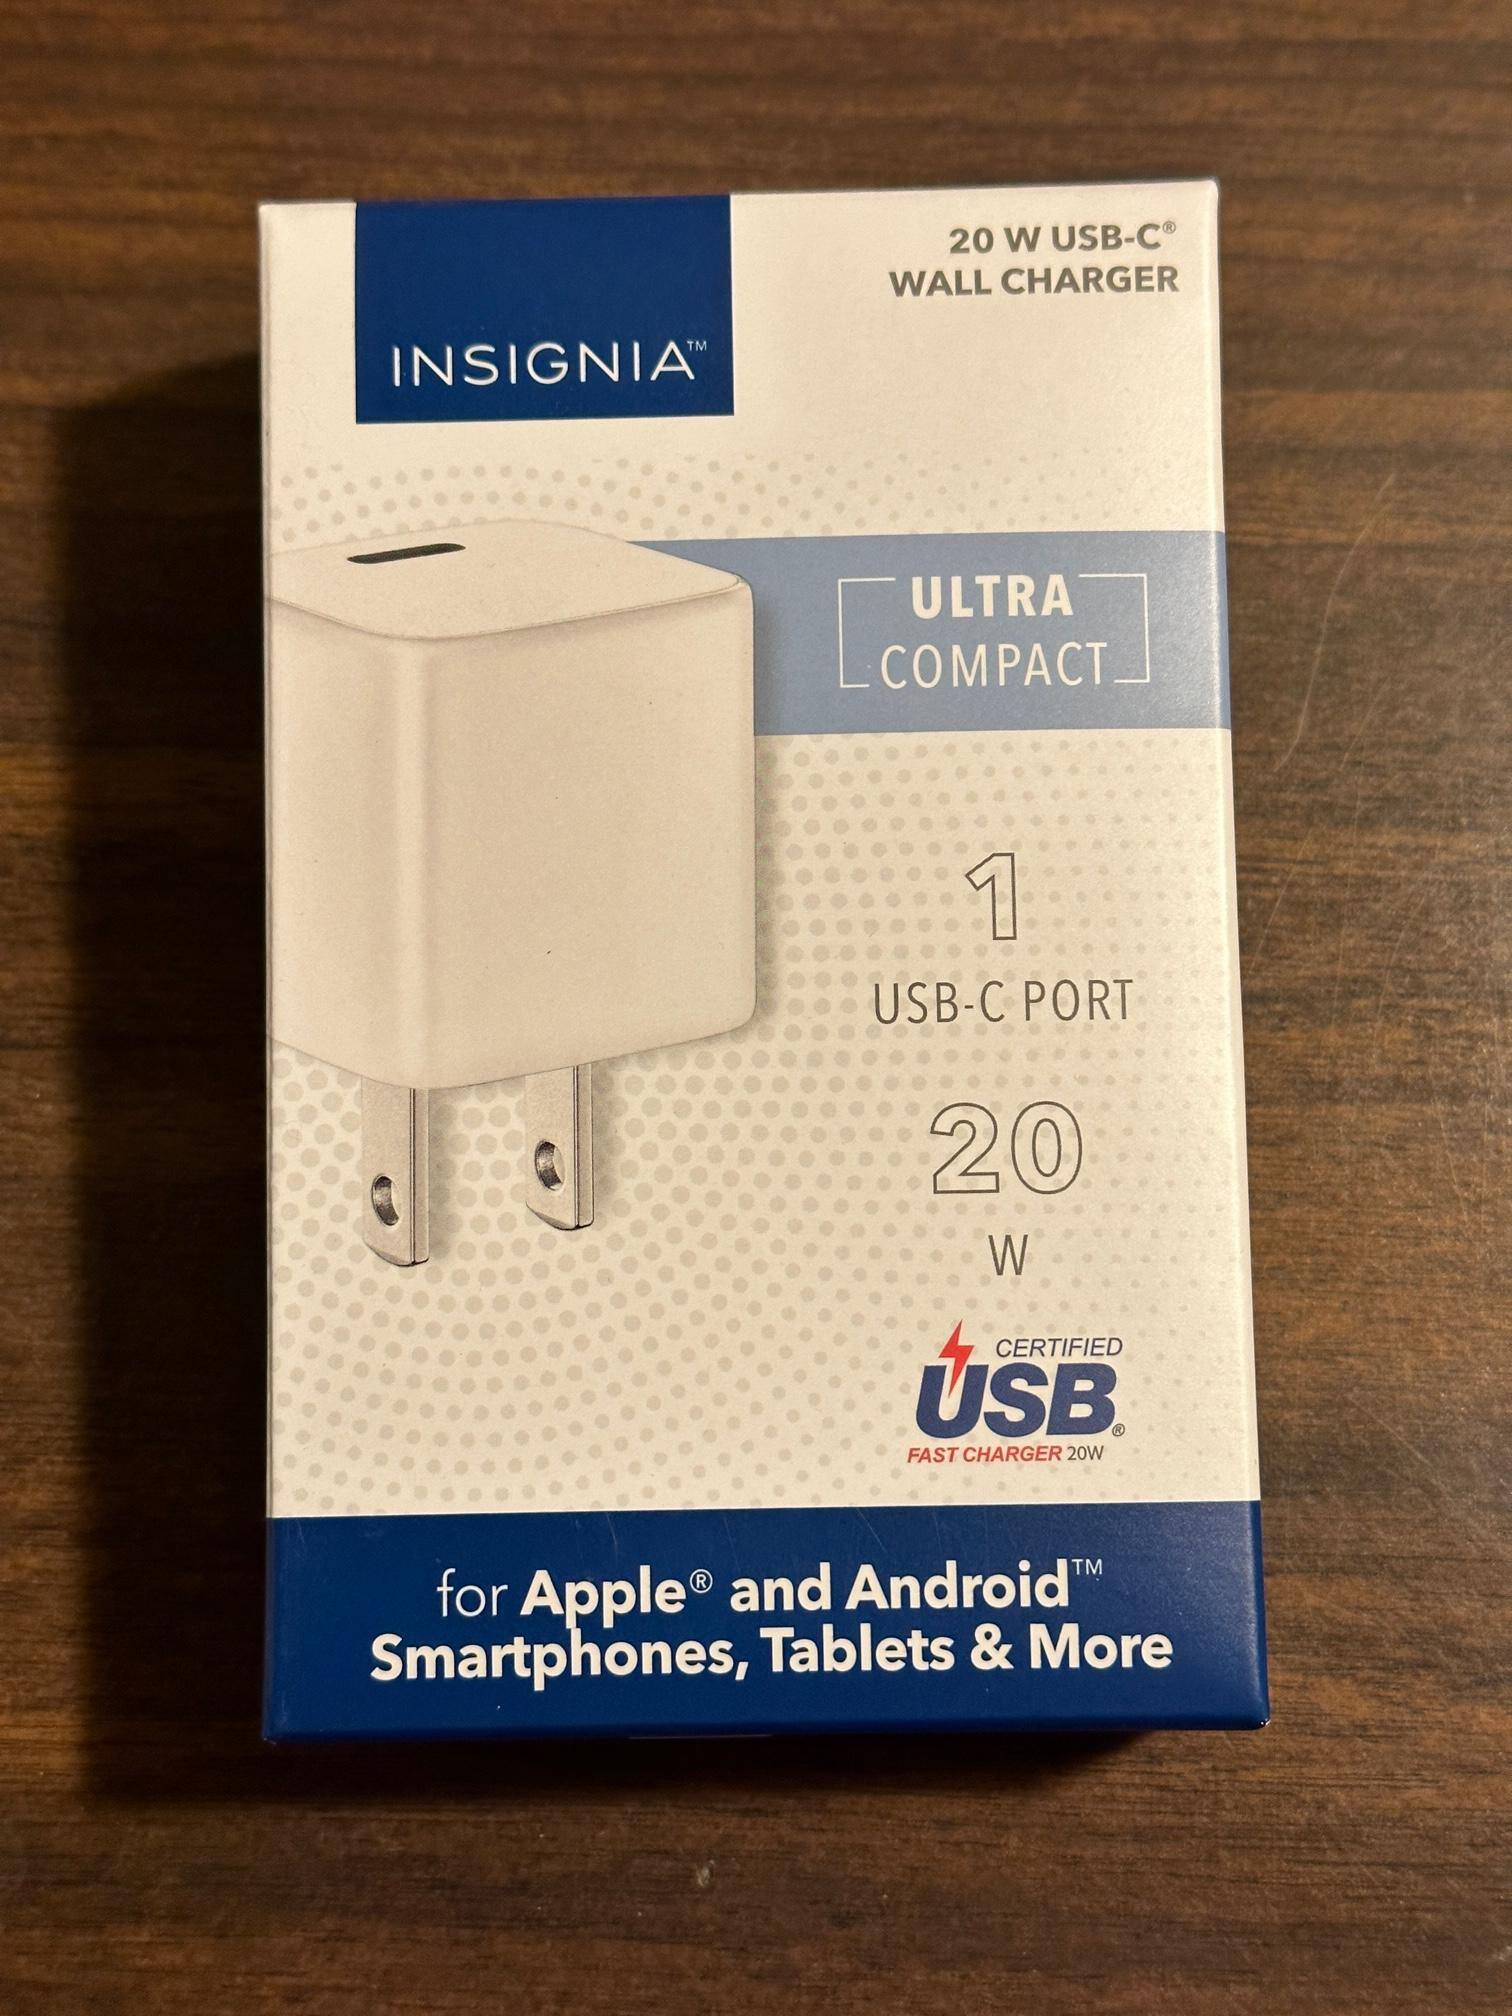 INSIGNIA™
20 W USB-C®
WALL CHARGER
ULTRA
COMPACT
1
USB-C PORT
20
W
CERTIFIED
USB®
FAST CHARGER 20W
for Apple® and Android™
Smartphones, Tablets & More